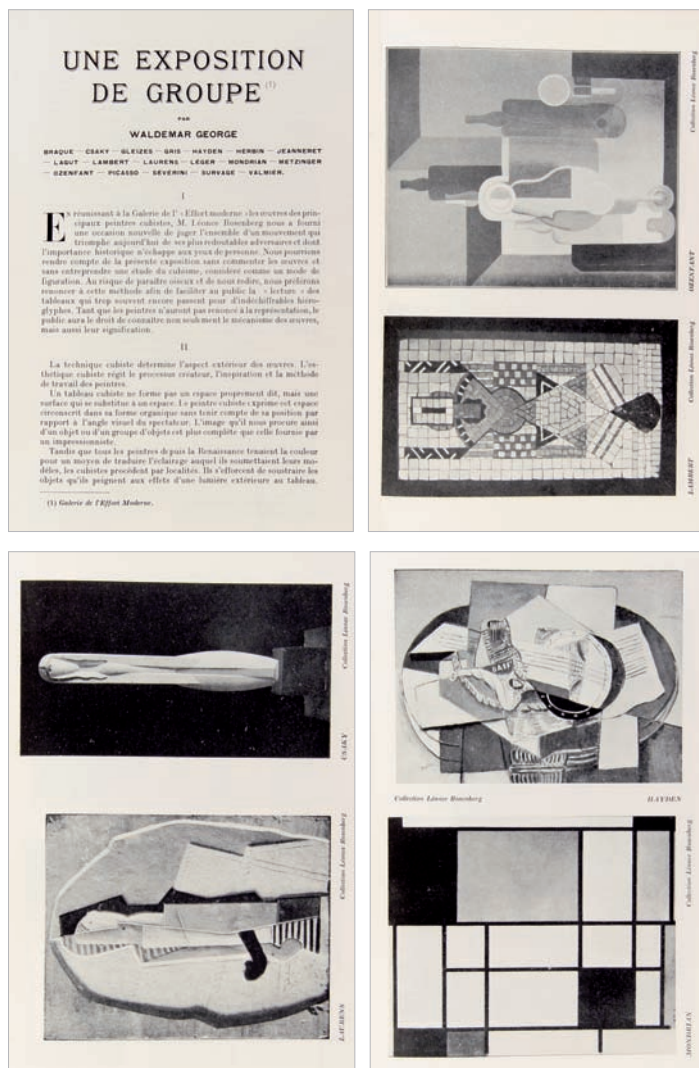 UNE EXPOSITION
DE GROUPE (1)
PAR
WALDEMAR GEORGE
BRAQUE — CSAKY — GLEIZES — GRIS — HAYDEN — HERBIN — JEANNERET
— LAGUT — LAMBERT — LAURENS — LÉGER — MONDRIAN — METZINGER
OZENFANT — PICASSO — SEVERINI — SURVAGE — VALMIER.
I
EN réunissant à la Galerie de l' « Effort moderne » les œuvres des prin-
cipaux peintres cubistes, M. Léonce Rosenberg nous a fourni
une occasion nouvelle de juger l'ensemble d'un mouvement qui
triomphe aujourd'hui de ses plus redoutables adversaires et dont
l'importance historique n'échappe aux yeux de personne. Nous pourrions
rendre compte de la présente exposition sans commenter les œuvres et
sans entreprendre une étude du cubisme, considéré comme un mode de
figuration. Au risque de paraître oiseux et de nous redire, nous préférons
renoncer à cette méthode afin de faciliter au public la « lecture » des
tableaux qui trop souvent encore passent pour d'indéchiffrables hiéro-
glyphes. Tant que les peintres n'auront pas renoncé à la représentation, le
public aura le droit de connaître non seulement le mécanisme des œuvres,
mais aussi leur signification.
II
La technique cubiste détermine l'aspect extérieur des œuvres. L'es-
thétique cubiste régit le processus créateur, l'inspiration et la méthode
de travail des peintres.
Un tableau cubiste ne forme pas un espace proprement dit, mais une
surface qui se substitue à un espace. Le peintre cubiste exprime cet espace
circonscrit dans sa forme organique sans tenir compte de sa position par
rapport à l'angle visuel du spectateur. L'image qu'il nous procure ainsi
d'un objet ou d'un groupe d'objets est plus complète que celle fournie par
un impressionniste.
Tandis que tous les peintres depuis la Renaissance tenaient la couleur
pour un moyen de traduire l'éclairage auquel ils soumettaient leurs mo-
dèles, les cubistes procèdent par localités. Ils s'efforcent de soustraire les
objets qu'ils peignent aux effets d'une lumière extérieure au tableau.
(1) Galerie de l'Effort Moderne.
Collection Léonce Rosenberg
OZENFANT
Collection Léonce Rosenberg
LAMBERT
Collection Léonce Rosenberg
CSAKY
Collection Léonce Rosenberg
LAURENS
Collection Léonce Rosenberg
HAYDEN
Collection Léonce Rosenberg
MONDRIAN